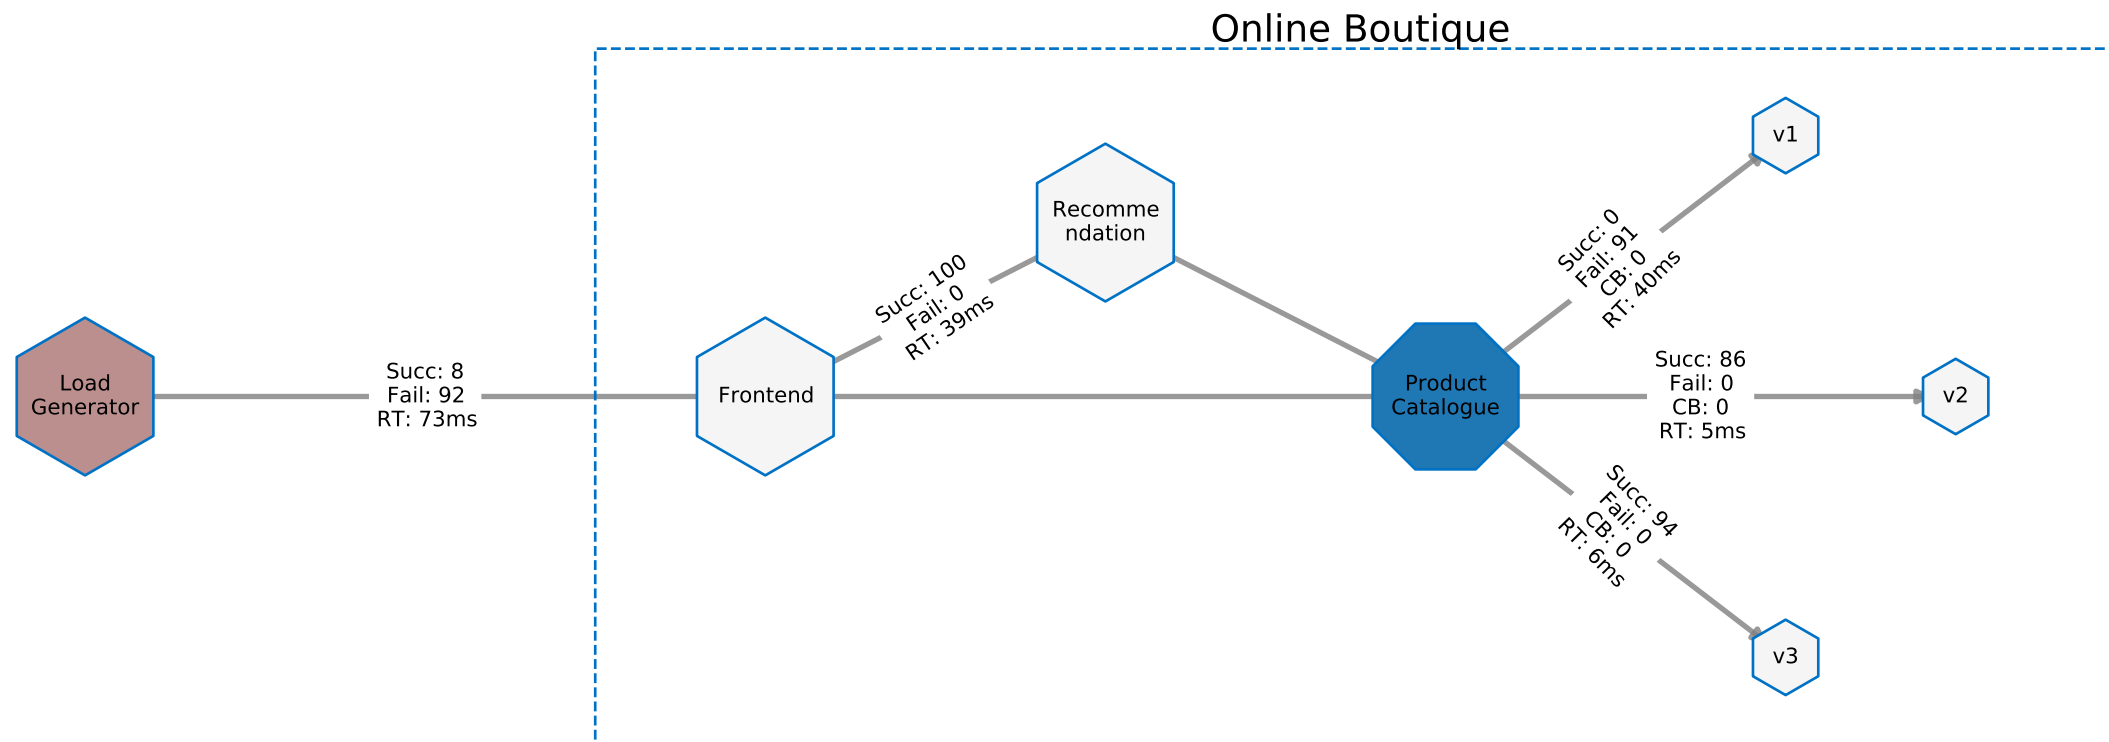 Online Boutique
Load
Generator
Succ: 8
Fail: 92
RT: 73ms
Frontend
Succ: 100
Fail: 0
RT: 39ms
Recomme
ndation
Product
Catalogue
Succ: 0
Fail: 91
CB: 0
RT: 40ms
v1
Succ: 86
Fail: 0
CB: 0
RT: 5ms
v2
Succ: 94
Fail: 0
CB: 0
RT: 6ms
v3